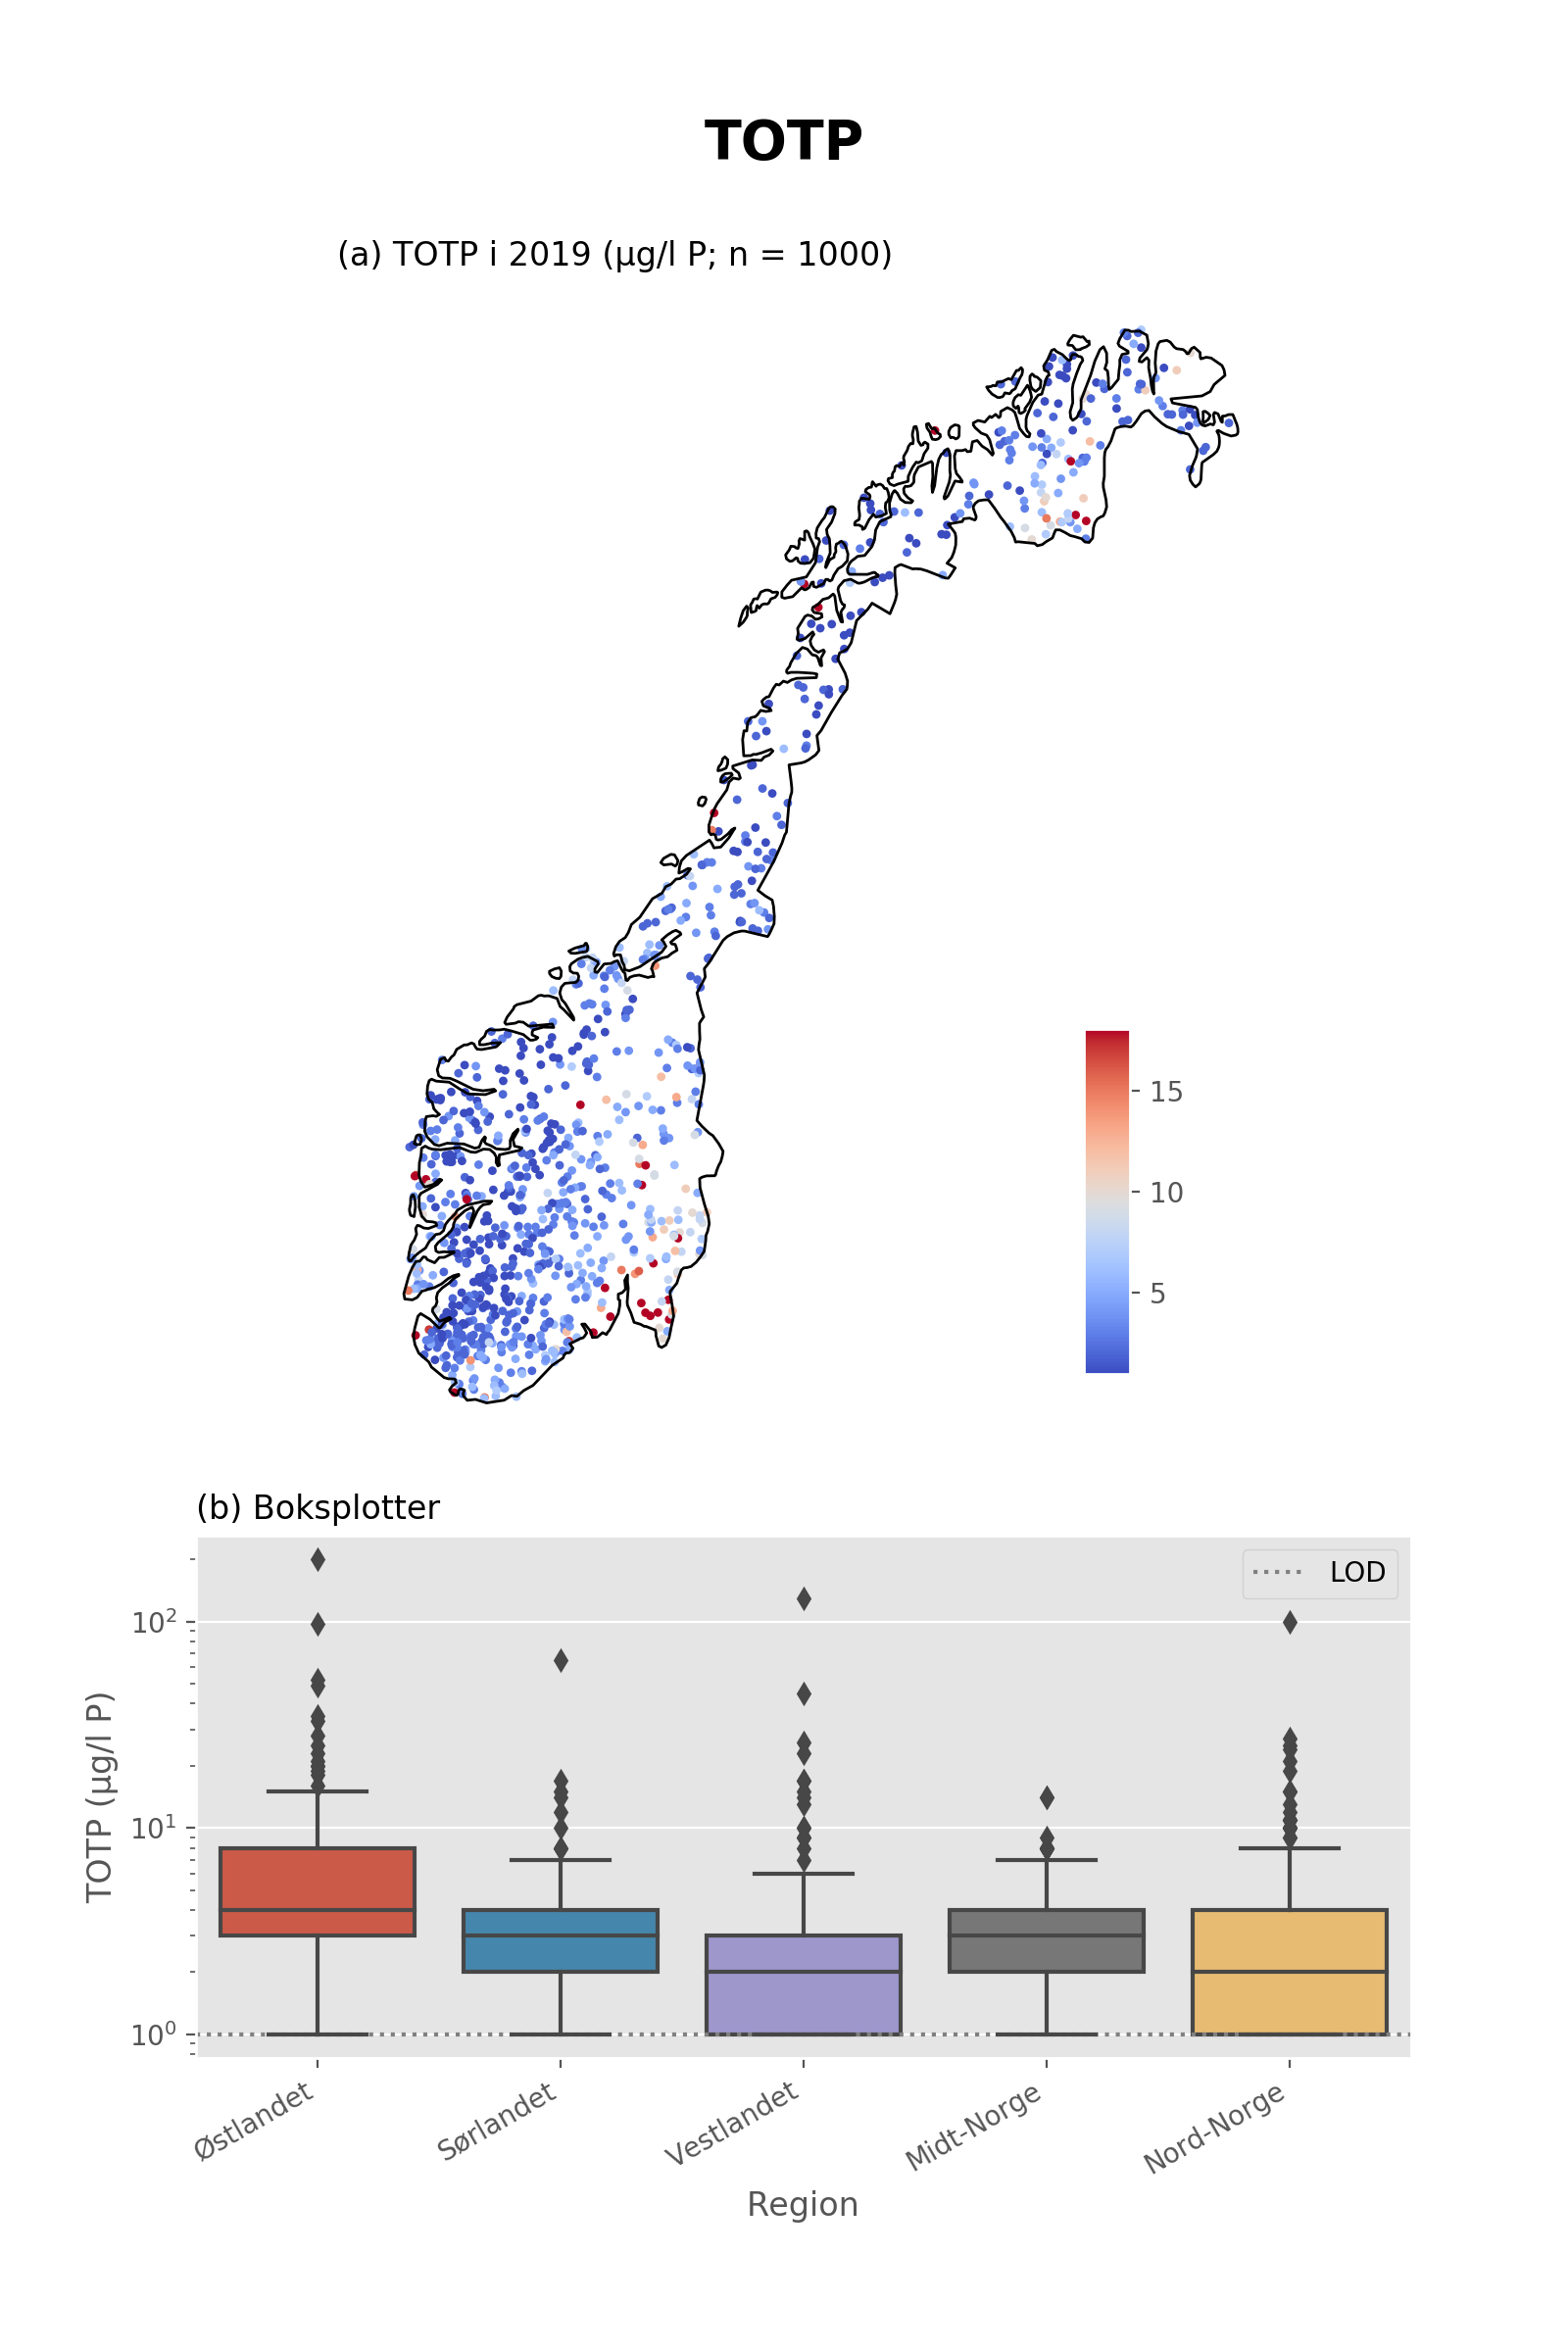 TOTP
(a) TOTP i 2019 (µg/l P; n = 1000)
15
10
5
(b) Boksplotter
LOD
10²
10¹
10⁰
TOTP (µg/l P)
Østlandet
Sørlandet
Vestlandet
Midt-Norge
Nord-Norge
Region